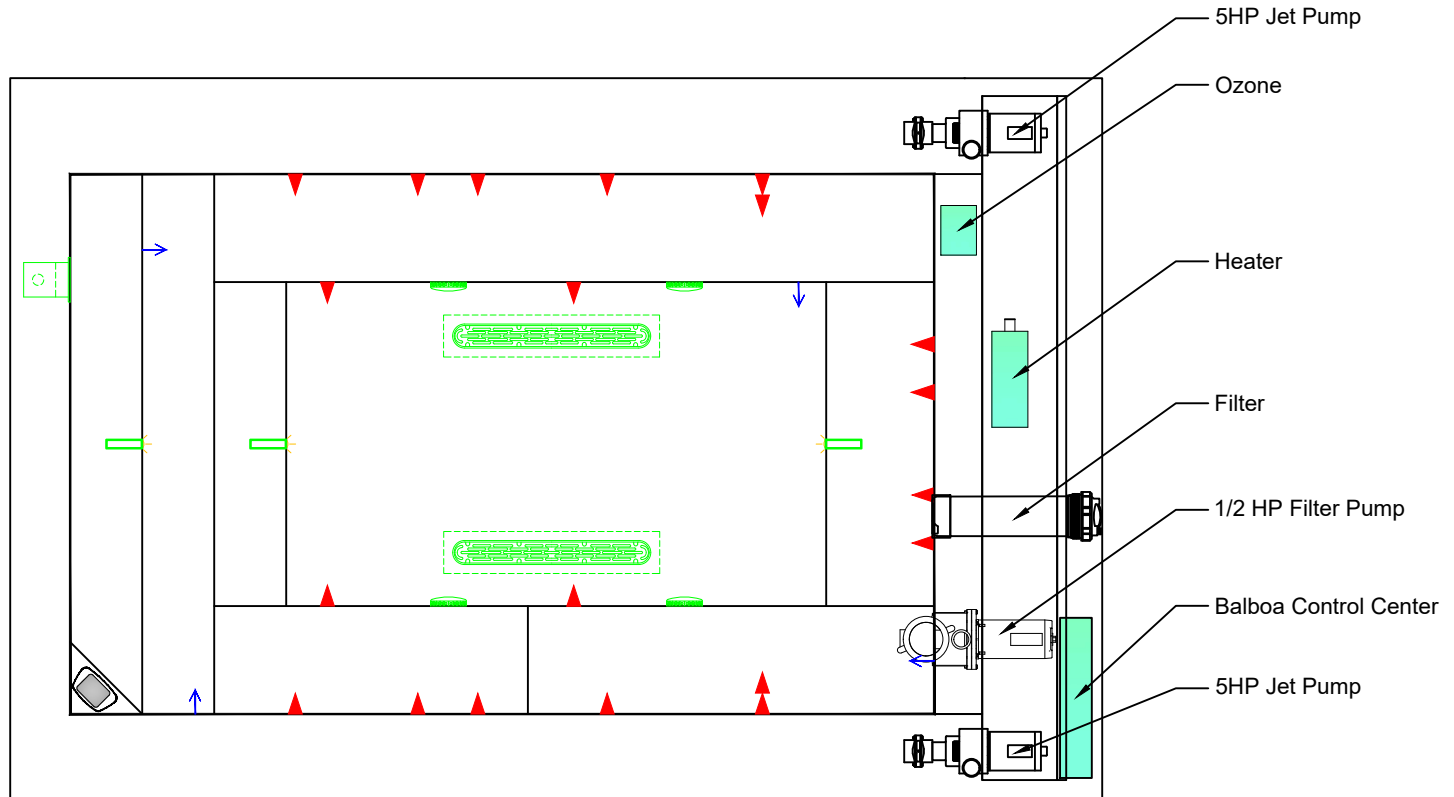 5HP Jet Pump
Ozone
Heater
Filter
1/2 HP Filter Pump
Balboa Control Center
5HP Jet Pump